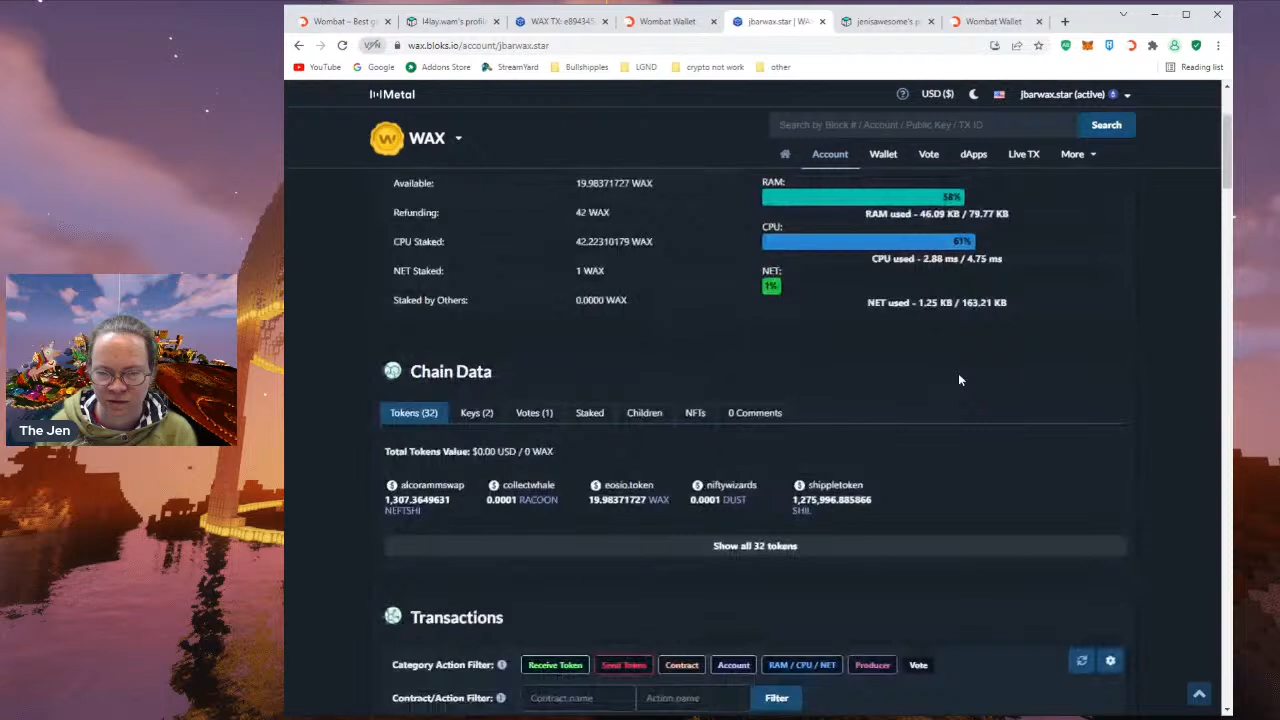 Wombat – Best g
l4lay.wam's profil
WAX TX: e894345
Wombat Wallet
jbarwax.star | WA
jenisawesome's p
Wombat Wallet
VPN
wax.bloks.io/account/jbarwax.star
YouTube
Google
Addons Store
StreamYard
Bullshipples
LGND
crypto not work
other
Reading list
Metal
USD ($)
jbarwax.star (active)
WAX
Search by Block # / Account / Public Key / TX ID
Search
Account
Wallet
Vote
dApps
Live TX
More
Available: 19.98371727 WAX
Refunding: 42 WAX
CPU Staked: 42.22310179 WAX
NET Staked: 1 WAX
Staked by Others: 0.0000 WAX
RAM:
58%
RAM used - 46.09 KB / 79.77 KB
CPU:
61%
CPU used - 2.88 ms / 4.75 ms
NET:
1%
NET used - 1.25 KB / 163.21 KB
Chain Data
Tokens (32)
Keys (2)
Votes (1)
Staked
Children
NFTs
0 Comments
Total Tokens Value: $0.00 USD / 0 WAX
alcorammswap
1,307.3649631
NEFTSHI
collectwhale
0.0001 RACOON
eosio.token
19.98371727 WAX
niftywizards
0.0001 DUST
shippletoken
1,275,996.885866
SHIL
Show all 32 tokens
Transactions
Category Action Filter:
Receive Token
Send Token
Contract
Account
RAM / CPU / NET
Producer
Vote
Contract/Action Filter:
Contract name
Action name
Filter
The Jen